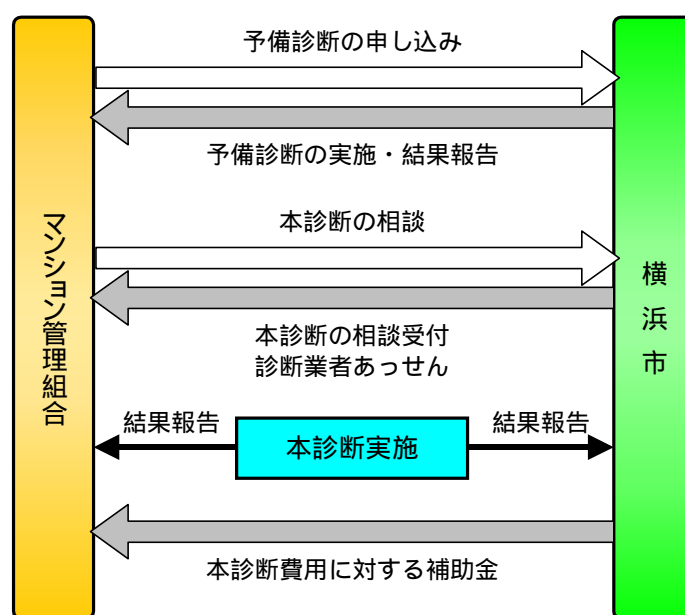 予備診断の申し込み
予備診断の実施・結果報告
マンション管理組合
本診断の相談
横浜市
本診断の相談受付
診断業者あっせん
結果報告
結果報告
本診断実施
本診断費用に対する補助金